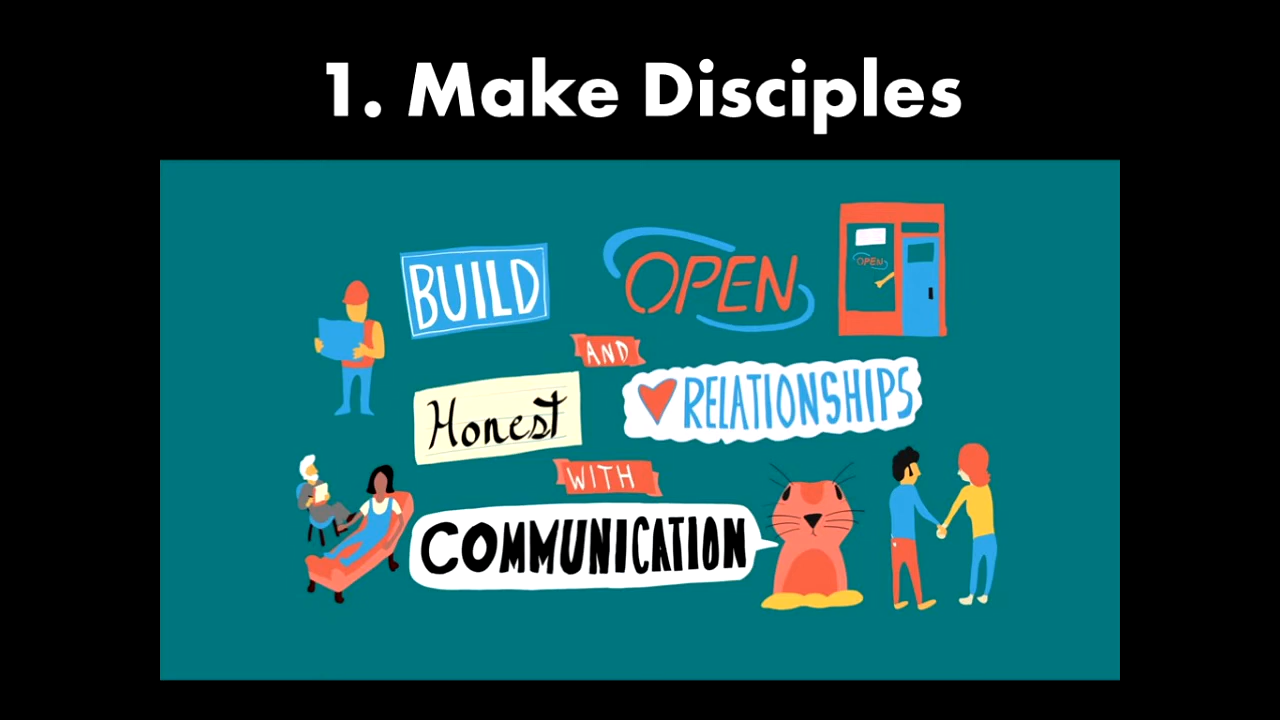 1. Make Disciples
BUILD OPEN
OPEN
AND
Honest RELATIONSHIPS
WITH
COMMUNICATION